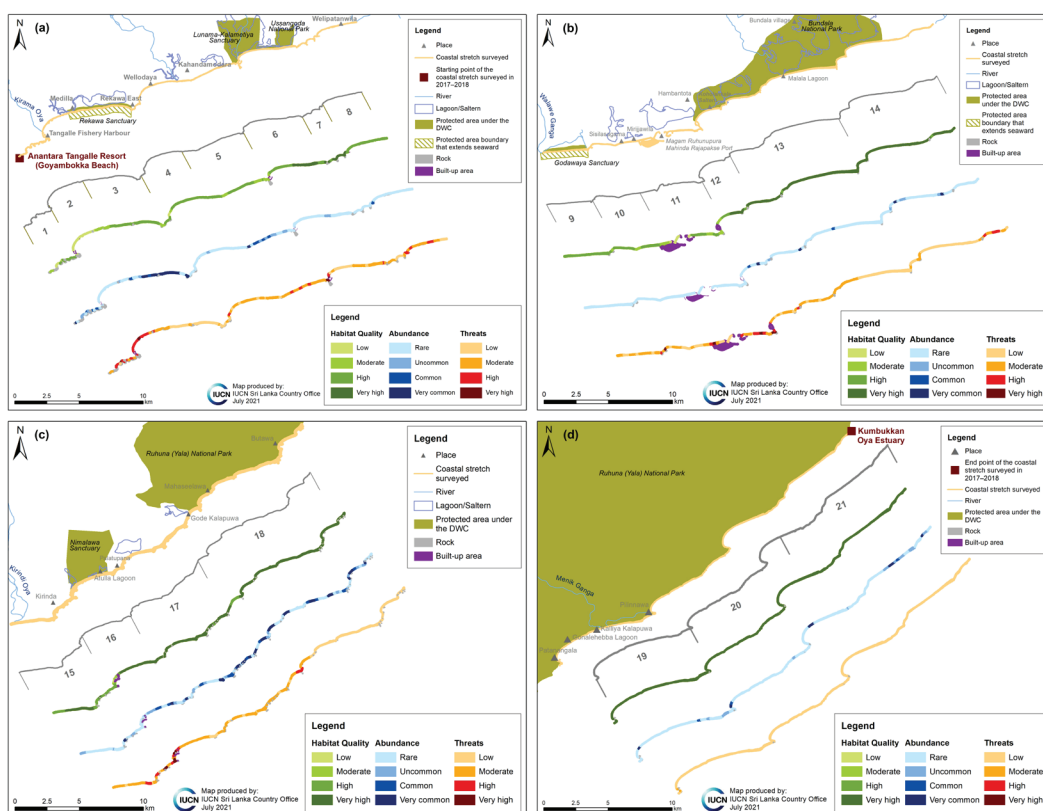 N
(a)
Welipatanwila
Ussangoda
National Park
Lunama-Kalametiya
Sanctuary
Kahandamodara
Wellodaya
Rekawa East
Medilla
Kirama Oya
Rekawa Sanctuary
Tangalle Fishery Harbour
Anantara Tangalle Resort
(Goyambokka Beach)
1
2
3
4
5
6
7
8
Legend
Place
Coastal stretch
surveyed
Starting point of the
coastal stretch surveyed in
2017–2018
River
Lagoon/Saltern
Protected area
under the DWC
Protected area boundary
that extends seaward
Rock
Built-up area
Legend
Habitat Quality Abundance Threats
Low Rare Low
Moderate Uncommon Moderate
High Common High
Very high Very common Very high
0 2.5 5 10
km
IUCN
Map produced by:
IUCN Sri Lanka Country Office
July 2021
N
(b)
Bundala village
Bundala
National Park
Malala Lagoon
Hambantota
Walawe Ganga
Mirijjawila
Sisilasagama
Magam Ruhunupura
Mahinda Rajapakse Port
Godawaya Sanctuary
9
10
11
12
13
14
Legend
Place
Coastal stretch
surveyed
River
Lagoon/Saltern
Protected area
under the DWC
Protected area
boundary that
extends seaward
Rock
Built-up area
Legend
Habitat Quality Abundance Threats
Low Rare Low
Moderate Uncommon Moderate
High Common High
Very high Very common Very high
0 2.5 5 10
km
IUCN
Map produced by:
IUCN Sri Lanka Country Office
July 2021
N
(c)
Ruhuna (Yala) National Park
Gode Kalapuwa
Nimalawa
Sanctuary
Palatupana
Atulla Lagoon
Kirindi Oya
Kirinda
15
16
17
18
Legend
Place
Coastal stretch
surveyed
River
Lagoon/Saltern
Protected area under
the DWC
Rock
Built-up area
Legend
Habitat Quality Abundance Threats
Low Rare Low
Moderate Uncommon Moderate
High Common High
Very high Very common Very high
0 2.5 5 10
km
IUCN
Map produced by:
IUCN Sri Lanka Country Office
July 2021
N
(d)
Kumbukkan
Oya Estuary
Ruhuna (Yala) National Park
Menik Ganga
Kalliya Kalapuwa
Gonalehebba Lagoon
Patanangala
19
20
21
Legend
Place
End point of the coastal
stretch surveyed in
2017–2018
Coastal stretch surveyed
River
Protected area under the
DWC
Rock
Built-up area
Legend
Habitat Quality Abundance Threats
Low Rare Low
Moderate Uncommon Moderate
High Common High
Very high Very common Very high
0 2.5 5 10
km
IUCN
Map produced by:
IUCN Sri Lanka Country Office
July 2021